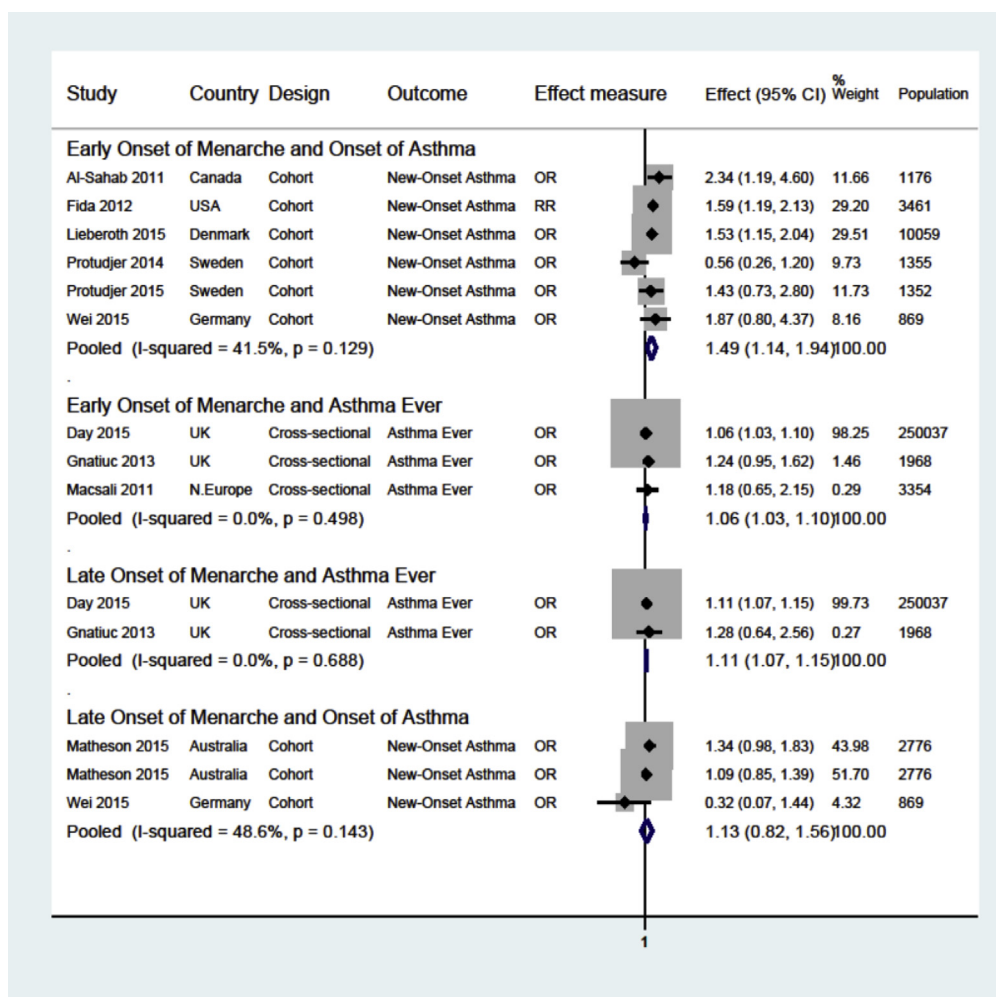 Study Country Design Outcome Effect measure Effect (95% CI) % Weight Population
Early Onset of Menarche and Onset of Asthma
Al-Sahab 2011 Canada Cohort New-Onset Asthma OR 2.34 (1.19, 4.60) 11.66 1176
Fida 2012 USA Cohort New-Onset Asthma RR 1.59 (1.19, 2.13) 29.20 3461
Lieberoth 2015 Denmark Cohort New-Onset Asthma OR 1.53 (1.15, 2.04) 29.51 10059
Protudjer 2014 Sweden Cohort New-Onset Asthma OR 0.56 (0.26, 1.20) 9.73 1355
Protudjer 2015 Sweden Cohort New-Onset Asthma OR 1.43 (0.73, 2.80) 11.73 1352
Wei 2015 Germany Cohort New-Onset Asthma OR 1.87 (0.80, 4.37) 8.16 869
Pooled (I-squared = 41.5%, p = 0.129) 1.49 (1.14, 1.94)100.00
.
Early Onset of Menarche and Asthma Ever
Day 2015 UK Cross-sectional Asthma Ever OR 1.06 (1.03, 1.10) 98.25 250037
Gnatiuc 2013 UK Cross-sectional Asthma Ever OR 1.24 (0.95, 1.62) 1.46 1968
Macsali 2011 N.Europe Cross-sectional Asthma Ever OR 1.18 (0.65, 2.15) 0.29 3354
Pooled (I-squared = 0.0%, p = 0.498) 1.06 (1.03, 1.10)100.00
.
Late Onset of Menarche and Asthma Ever
Day 2015 UK Cross-sectional Asthma Ever OR 1.11 (1.07, 1.15) 99.73 250037
Gnatiuc 2013 UK Cross-sectional Asthma Ever OR 1.28 (0.64, 2.56) 0.27 1968
Pooled (I-squared = 0.0%, p = 0.688) 1.11 (1.07, 1.15)100.00
.
Late Onset of Menarche and Onset of Asthma
Matheson 2015 Australia Cohort New-Onset Asthma OR 1.34 (0.98, 1.83) 43.98 2776
Matheson 2015 Australia Cohort New-Onset Asthma OR 1.09 (0.85, 1.39) 51.70 2776
Wei 2015 Germany Cohort New-Onset Asthma OR 0.32 (0.07, 1.44) 4.32 869
Pooled (I-squared = 48.6%, p = 0.143) 1.13 (0.82, 1.56)100.00
1